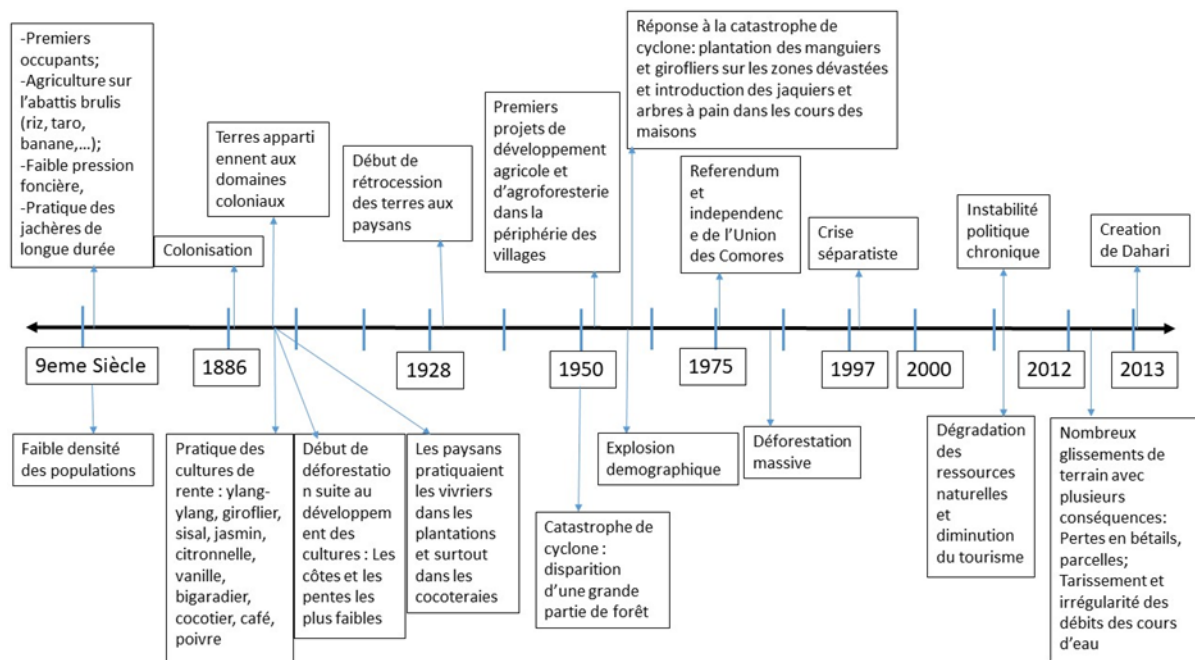 -Premiers
occupants;
-Agriculture sur
l’abattis brulis
(riz, taro,
banane,…);
-Faible pression
foncière,
-Pratique des
jachères de
longue durée
Colonisation
Terres apparti
ennent aux
domaines
coloniaux
Début de
rétrocession
des terres aux
paysans
Premiers
projets de
développement
agricole et
d’agroforesterie
dans la
périphérie des
villages
Réponse à la catastrophe de
cyclone: plantation des manguiers
et girofliers sur les zones dévastées
et introduction des jaquiers et
arbres à pain dans les cours des
maisons
Referendum
et
independenc
e de l’Union
des Comores
Crise
séparatiste
Instabilité
politique
chronique
Creation
de Dahari
9eme Siècle
1886
1928
1950
1975
1997
2000
2012
2013
Faible densité
des populations
Pratique des
cultures de
rente : ylang-
ylang, giroflier,
sisal, jasmin,
citronnelle,
vanille,
bigaradier,
cocotier, café,
poivre
Début de
déforestatio
n suite au
développem
ent des
cultures : Les
côtes et les
pentes les
plus faibles
Les paysans
pratiquaient
les vivriers
dans les
plantations
et surtout
dans les
cocoteraies
Catastrophe de
cyclone :
disparition
d’une grande
partie de forêt
Explosion
demographique
Déforestation
massive
Dégradation
des
ressources
naturelles
et
diminution
du tourisme
Nombreux
glissements de
terrain avec
plusieurs
conséquences:
Pertes en bétails,
parcelles;
Tarissement et
irrégularité des
débits des cours
d’eau